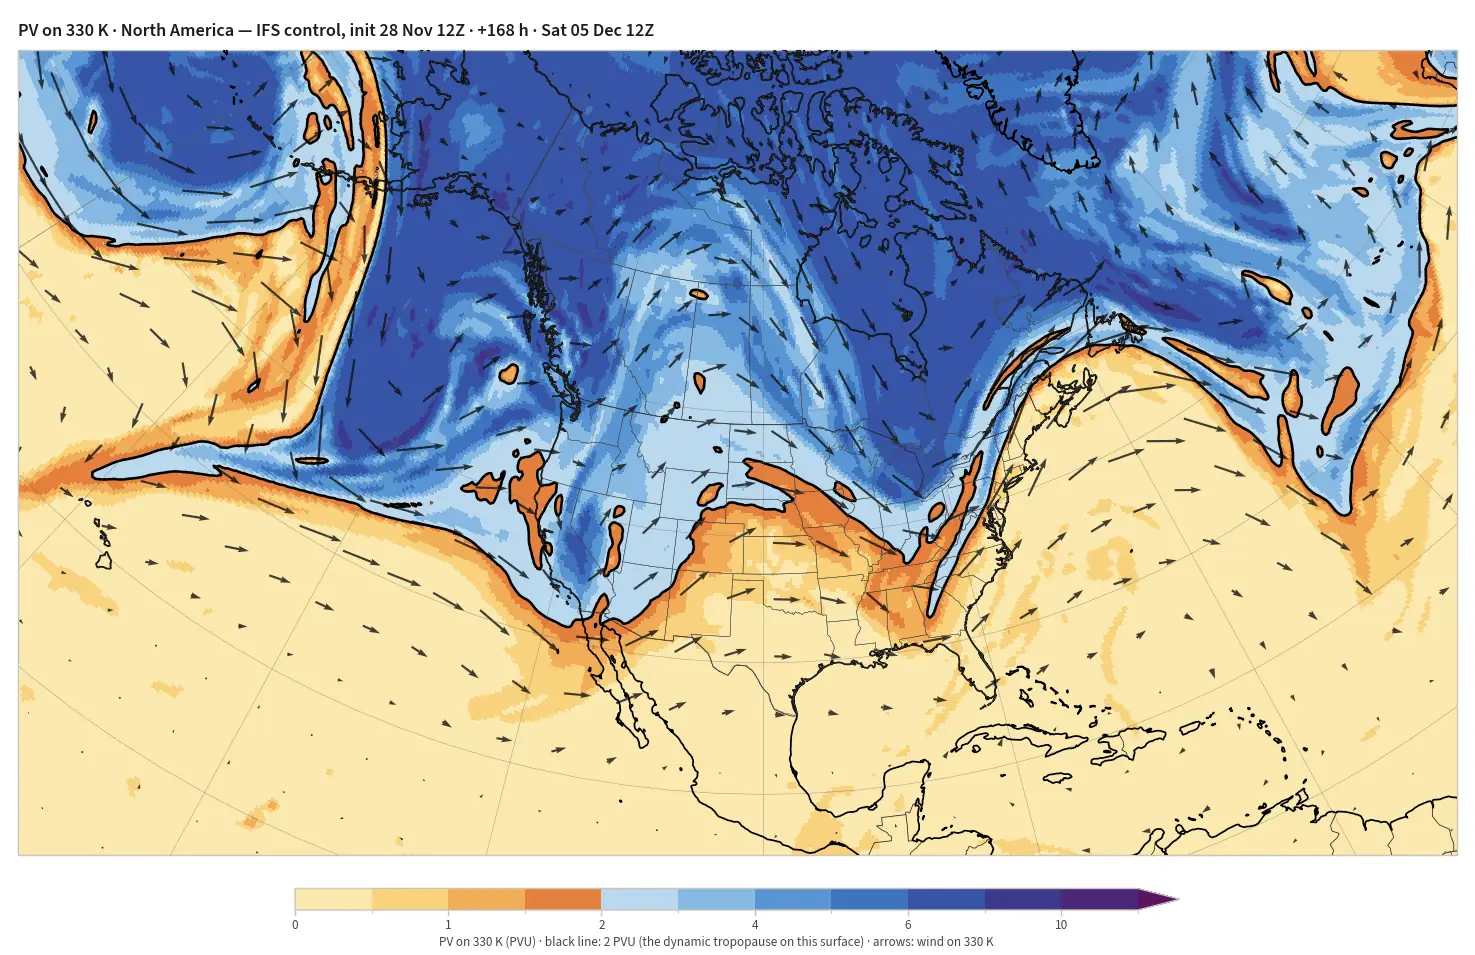 PV on 330 K · North America — IFS control, init 28 Nov 12Z · +168 h · Sat 05 Dec 12Z
0 1 2 4 6 10
PV on 330 K (PVU) · black line: 2 PVU (the dynamic tropopause on this surface) · arrows: wind on 330 K